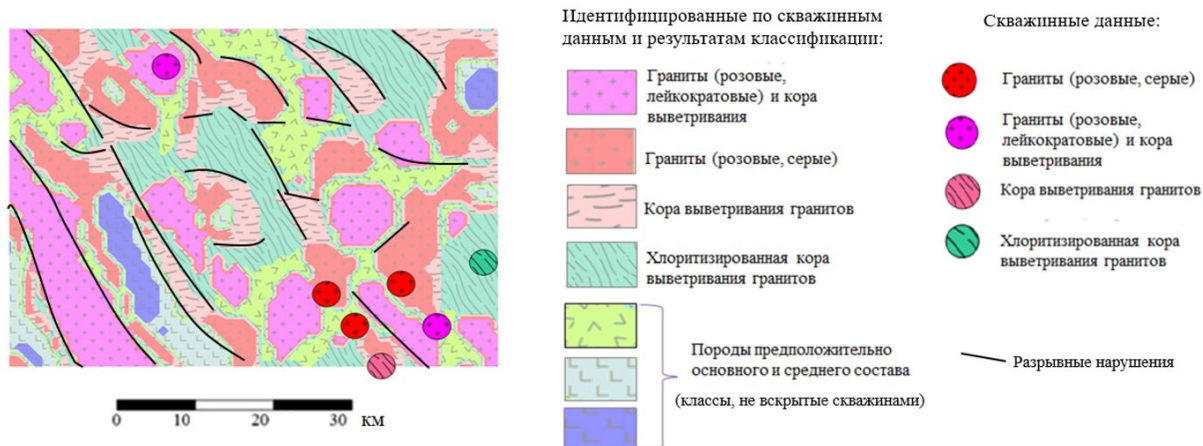 Идентифицированные по скважинным
данным и результатам классификации:
Граниты (розовые,
лейкократовые) и кора
выветривания
Граниты (розовые, серые)
Кора выветривания гранитов
Хлоритизированная кора
выветривания гранитов
Породы предположительно
основного и среднего состава
(классы, не вскрытые скважинами)
Скважинные данные:
Граниты (розовые, серые)
Граниты (розовые,
лейкократовые) и кора
выветривания
Кора выветривания гранитов
Хлоритизированная кора
выветривания гранитов
Разрывные нарушения
0 10 20 30 км